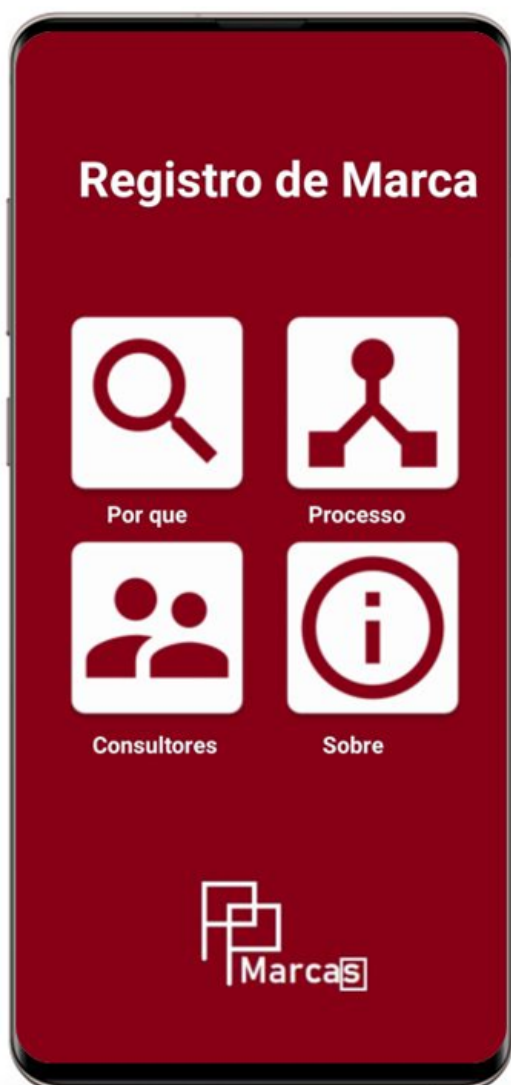 Registro de Marca
Por que
Processo
Consultores
Sobre
Marcas